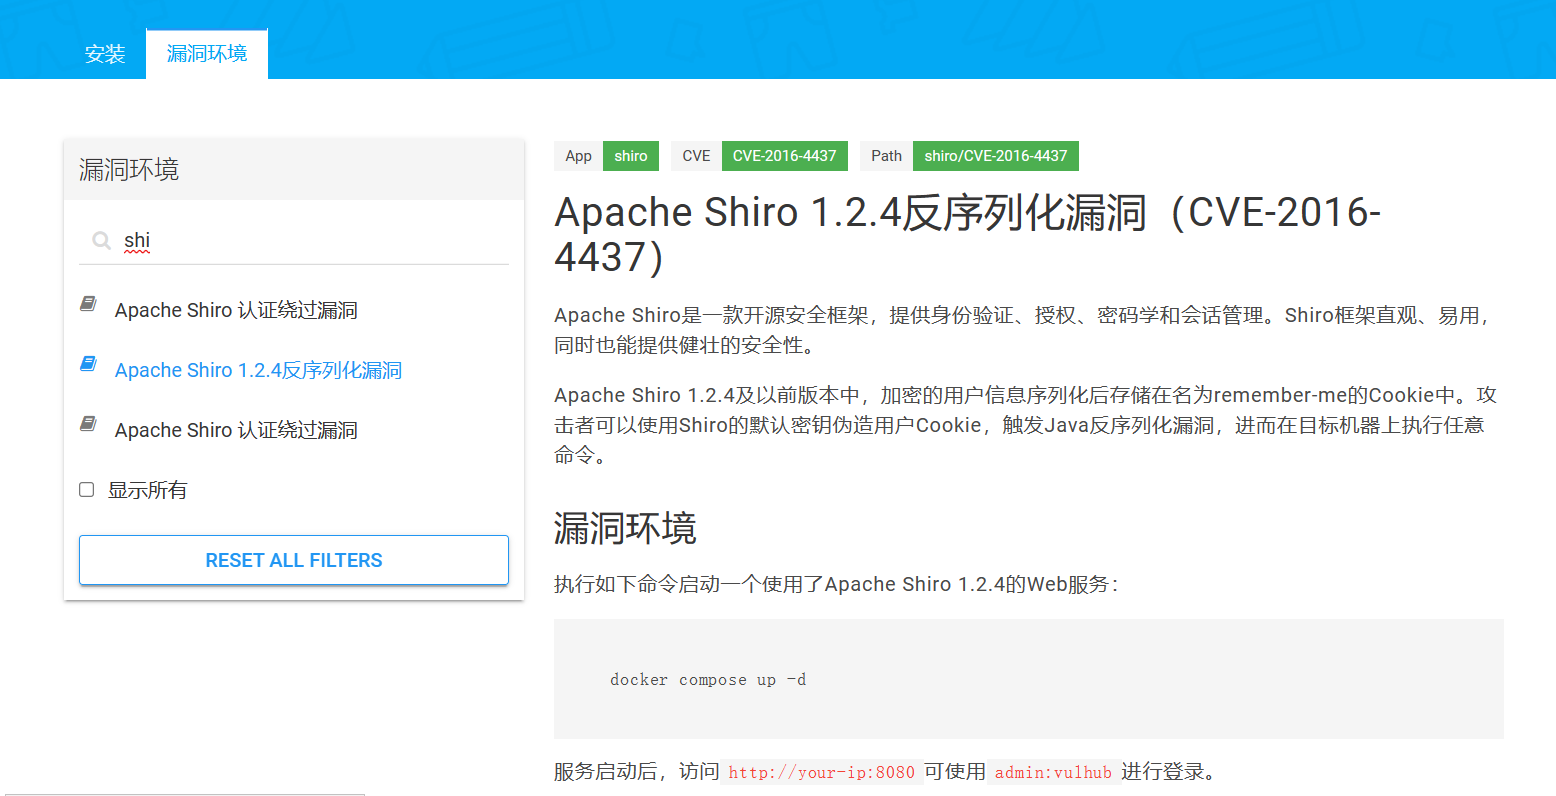 安装 漏洞环境
漏洞环境
shi
Apache Shiro 认证绕过漏洞
Apache Shiro 1.2.4反序列化漏洞
Apache Shiro 认证绕过漏洞
显示所有
RESET ALL FILTERS
App shiro CVE CVE-2016-4437 Path shiro/CVE-2016-4437
Apache Shiro 1.2.4反序列化漏洞（CVE-2016-
4437）
Apache Shiro是一款开源安全框架，提供身份验证、授权、密码学和会话管理。Shiro框架直观、易用，
同时也能提供健壮的安全性。
Apache Shiro 1.2.4及以前版本中，加密的用户信息序列化后存储在名为remember-me的Cookie中。攻
击者可以使用Shiro的默认密钥伪造用户Cookie，触发Java反序列化漏洞，进而在目标机器上执行任意
命令。
漏洞环境
执行如下命令启动一个使用了Apache Shiro 1.2.4的Web服务：
docker compose up -d
服务启动后，访问 http://your-ip:8080 可使用 admin:vulhub 进行登录。